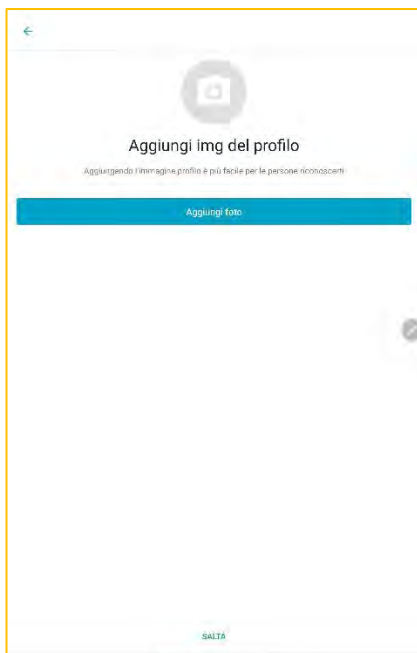 Aggiungi img del profilo
Aggiungendo l'immagine profilo è più facile per le persone riconoscerti
Aggiungi foto
SALTA